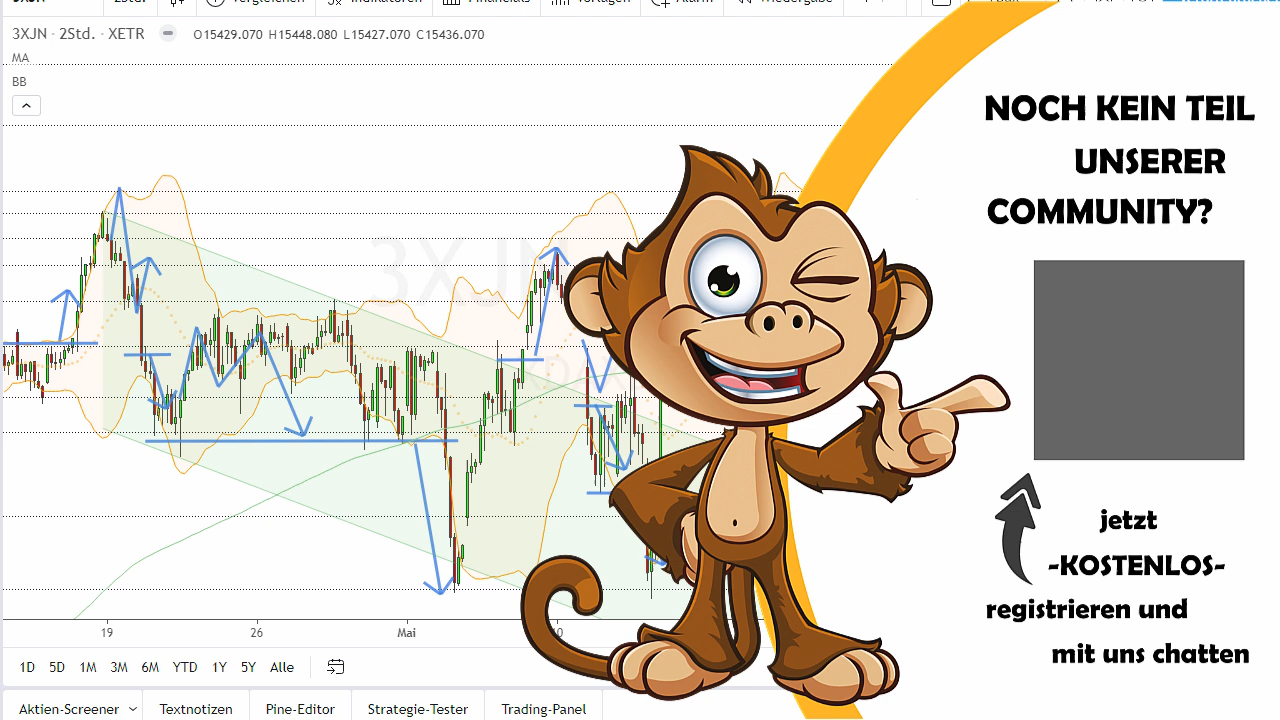 3XJN · 2Std. · XETR O15429.070 H15448.080 L15427.070 C15436.070
MA
BB
NOCH KEIN TEIL
UNSERER
COMMUNITY?
jetzt
-KOSTENLOS-
registrieren und
mit uns chatten
19 26 Mai
1D 5D 1M 3M 6M YTD 1Y 5Y Alle
Aktien-Screener Textnotizen Pine-Editor Strategie-Tester Trading-Panel